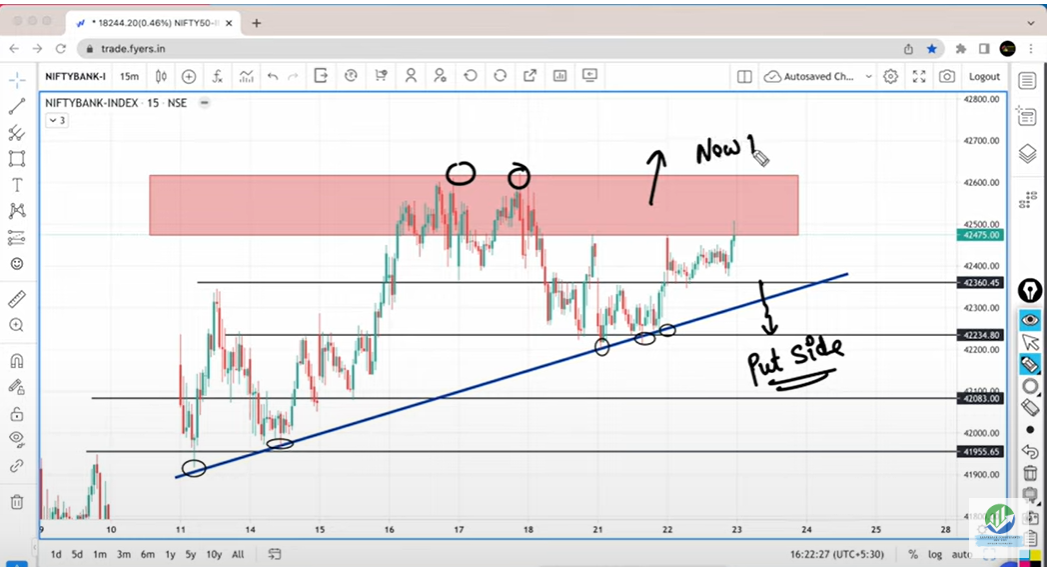 * 18244.20(0.46%) NIFTY50-I
trade.fyers.in
NIFTYBANK-I 15m Autosaved Ch... Logout
NIFTYBANK-INDEX · 15 · NSE
3
Now
Put Side
42800.00
42700.00
42600.00
42500.00
42475.00
42400.00
42360.45
42300.00
42234.80
42200.00
42100.00
42083.00
42000.00
41955.65
41900.00
9 10 11 14 15 16 17 18 21 22 23 24 25 28
1d 5d 1m 3m 6m 1y 5y 10y All 16:22:27 (UTC+5:30) % log auto